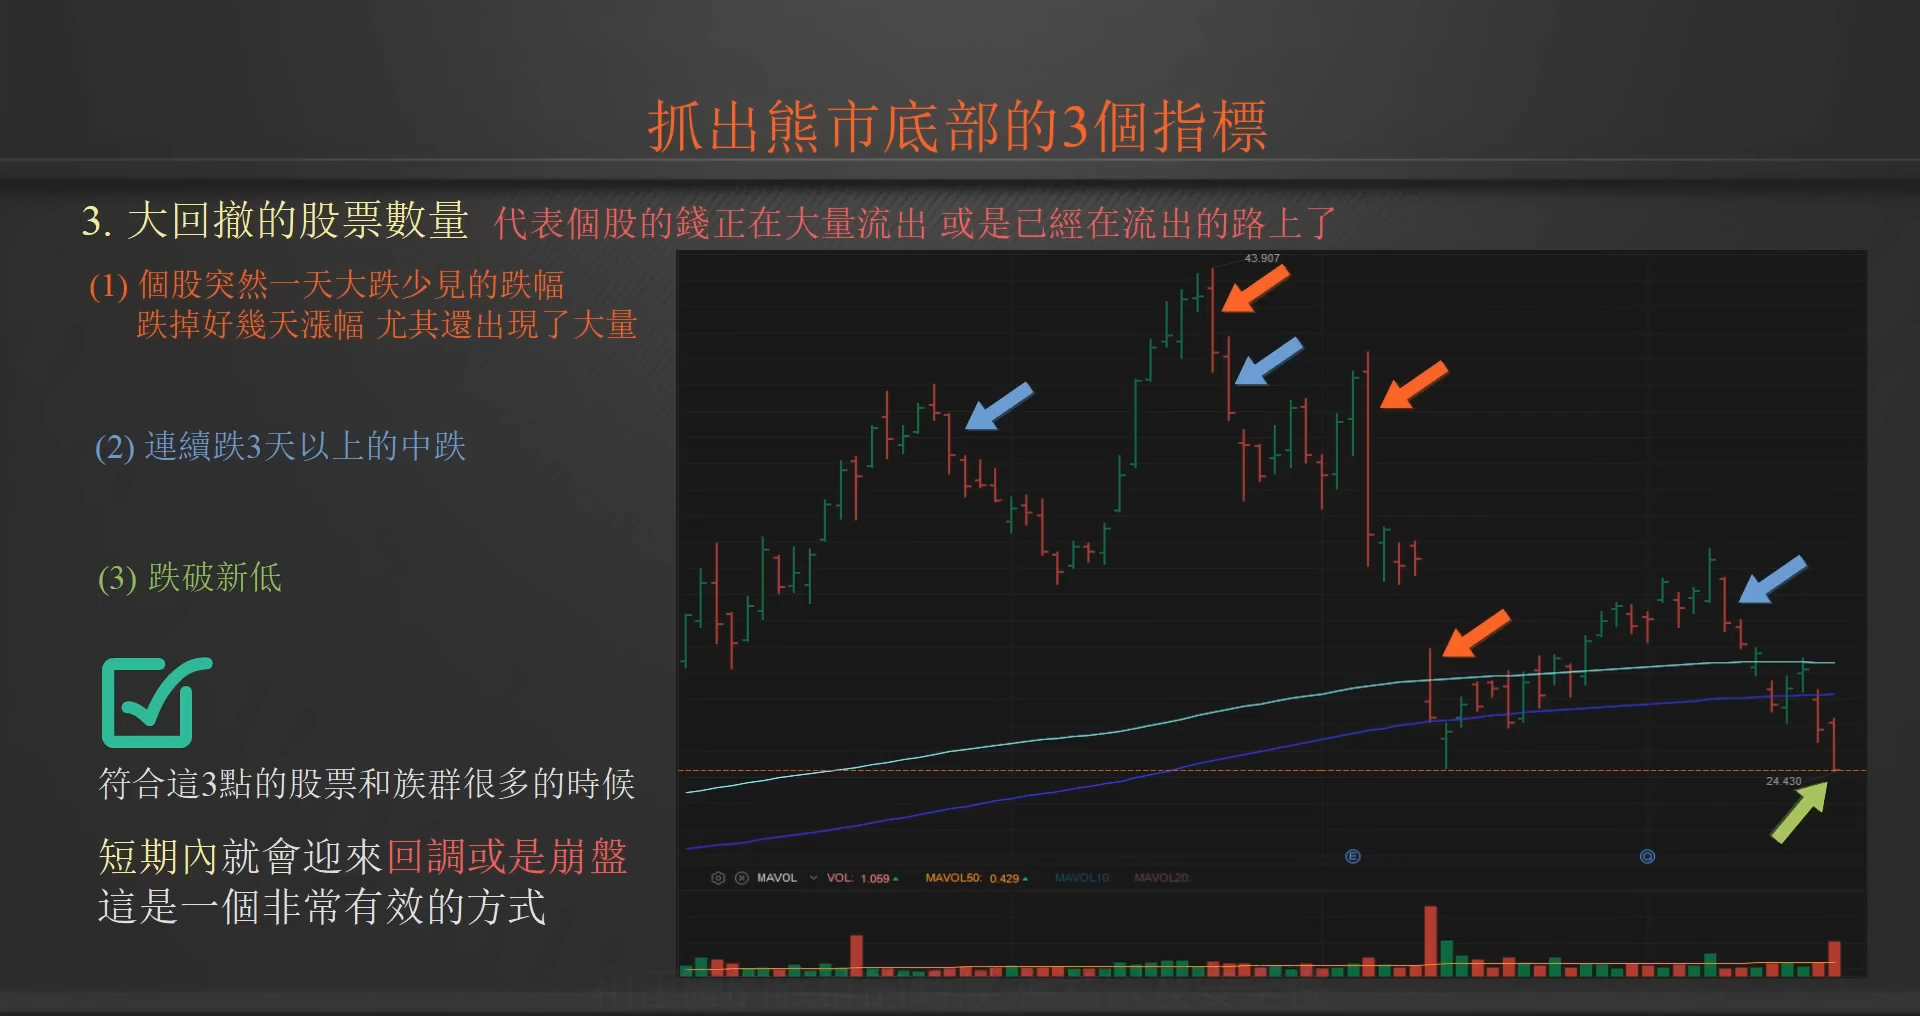 抓出熊市底部的3個指標
3. 大回撤的股票數量 代表個股的錢正在大量流出 或是已經在流出的路上了
(1) 個股突然一天大跌少見的跌幅
跌掉好幾天漲幅 尤其還出現了大量
(2) 連續跌3天以上的中跌
(3) 跌破新低
符合這3點的股票和族群很多的時候
短期內就會迎來回調或是崩盤
這是一個非常有效的方式
43.907
24.430
E
Q
MAVOL VOL: 1.059 MAVOL50: 0.429 MAVOL10: MAVOL20: